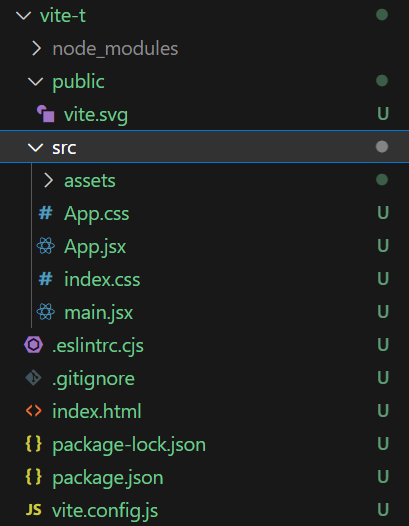 vite-t
node_modules
public
vite.svg U
src
assets
# App.css U
App.jsx U
# index.css U
main.jsx U
.eslintrc.cjs U
.gitignore U
<> index.html U
{} package-lock.json U
{} package.json U
JS vite.config.js U